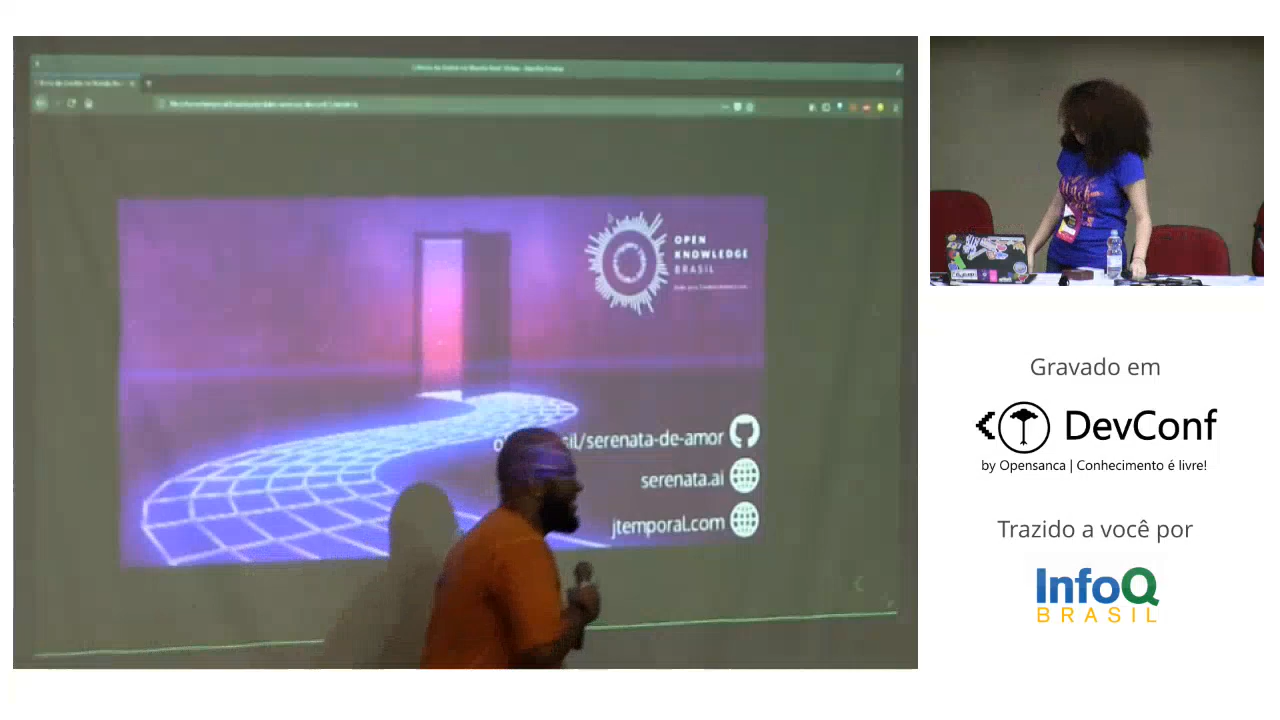 OPEN
KNOWLEDGE
BRASIL
sil/serenata-de-amor
serenata.ai
jtemporal.com
Gravado em
DevConf
by Opensanca | Conhecimento é livre!
Trazido a você por
InfoQ
BRASIL